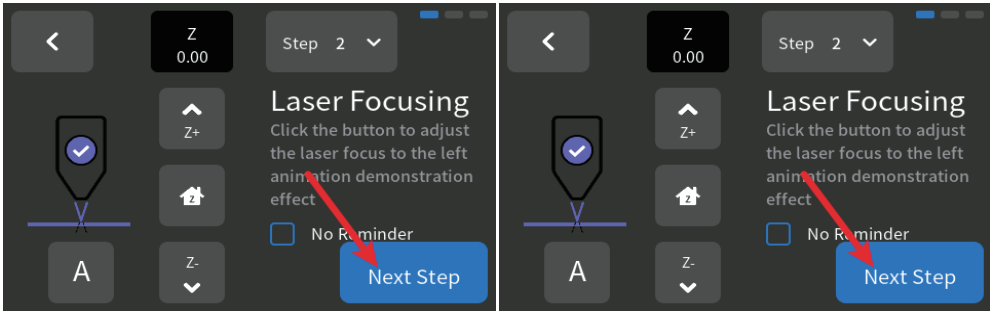 Z
0.00
Step 2
Z+
Laser Focusing
Click the button to adjust
the laser focus to the left
animation demonstration
effect
2
No Reminder
A
Z-
Next Step
Z
0.00
Step 2
Z+
Laser Focusing
Click the button to adjust
the laser focus to the left
animation demonstration
effect
2
No Reminder
A
Z-
Next Step